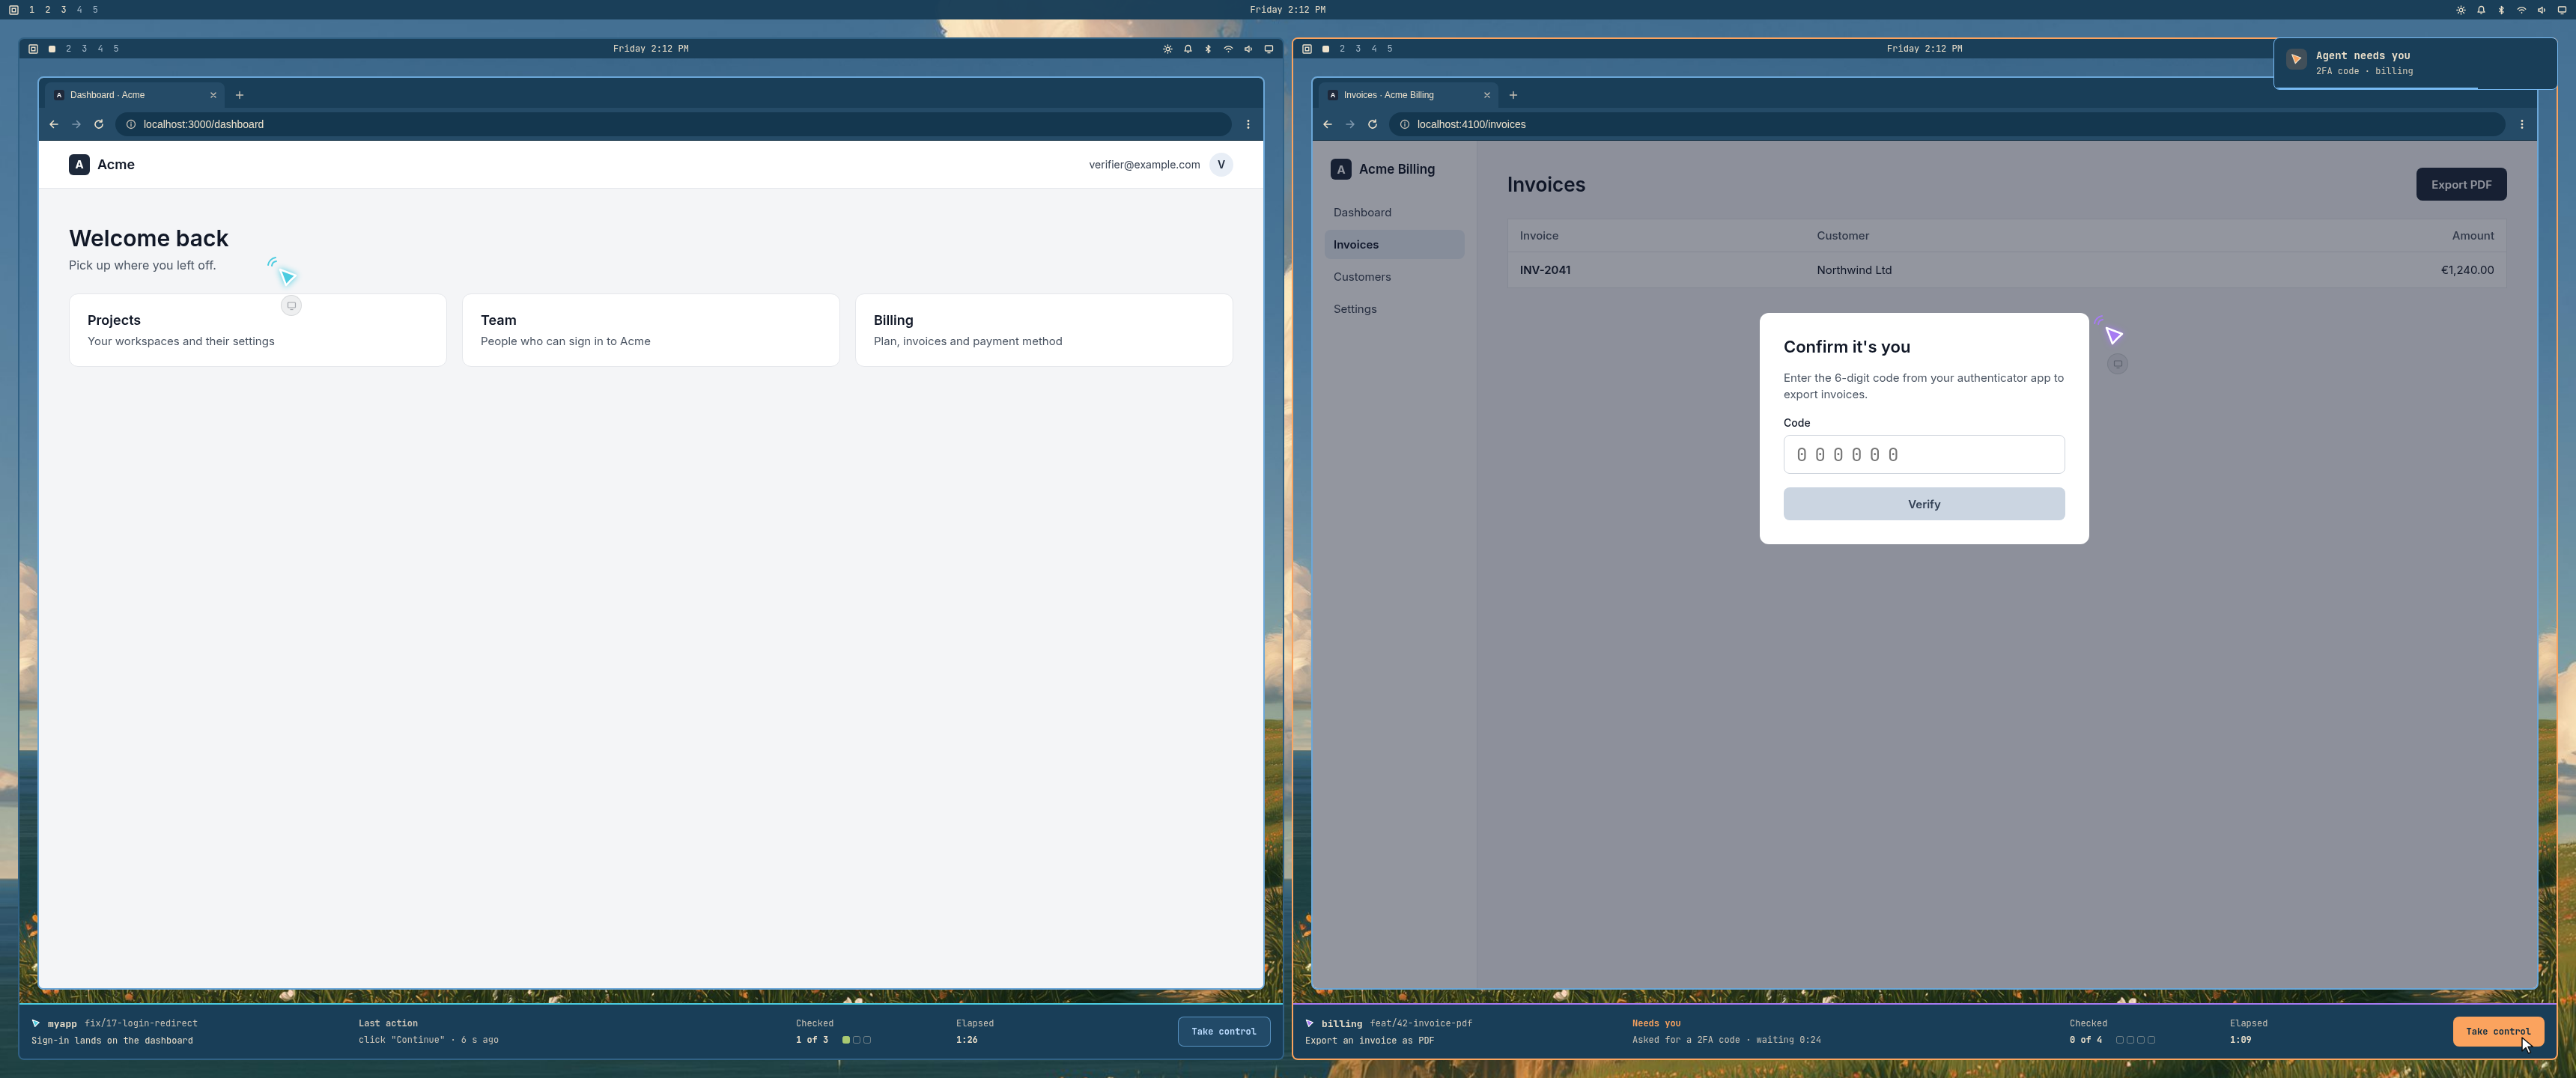 1 2 3 4 5
Friday 2:12 PM
2 3 4 5
Friday 2:12 PM
A Dashboard · Acme
localhost:3000/dashboard
A Acme
verifier@example.com V
Welcome back
Pick up where you left off.
Projects
Your workspaces and their settings
Team
People who can sign in to Acme
Billing
Plan, invoices and payment method
myapp fix/17-login-redirect
Sign-in lands on the dashboard
Last action
click "Continue" · 6 s ago
Checked
1 of 3
Elapsed
1:26
Take control
2 3 4 5
Friday 2:12 PM
Agent needs you
2FA code · billing
A Invoices · Acme Billing
localhost:4100/invoices
A Acme Billing
Dashboard
Invoices
Customers
Settings
Invoices
Export PDF
Invoice Customer Amount
INV-2041 Northwind Ltd €1,240.00
Confirm it's you
Enter the 6-digit code from your authenticator app to
export invoices.
Code
000000
Verify
billing feat/42-invoice-pdf
Export an invoice as PDF
Needs you
Asked for a 2FA code · waiting 0:24
Checked
0 of 4
Elapsed
1:09
Take control